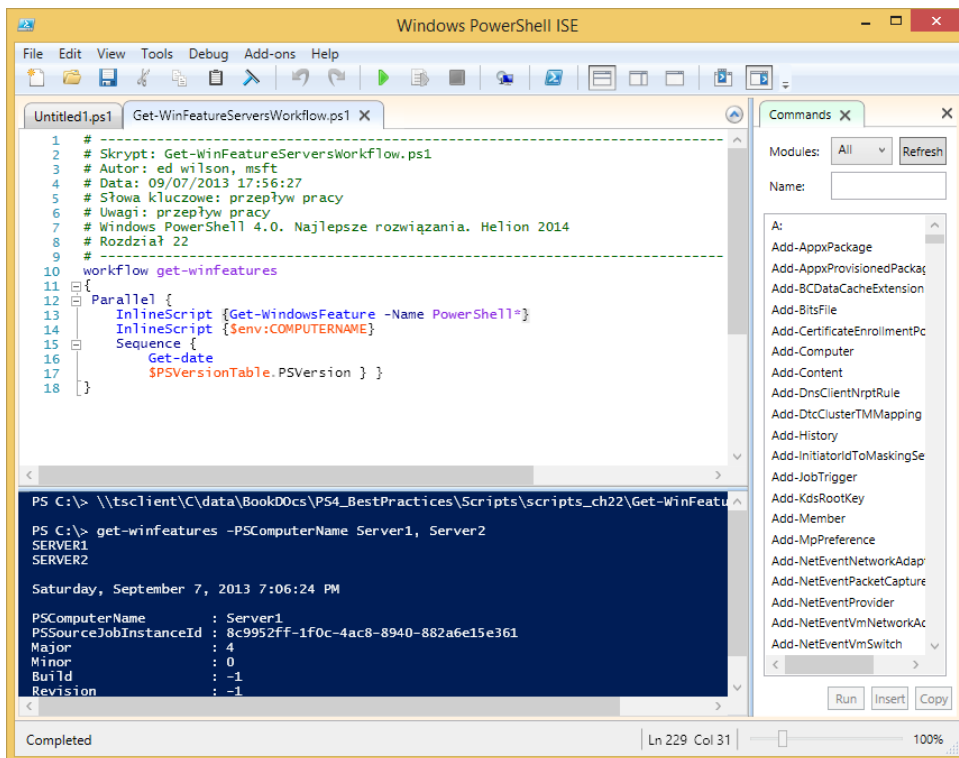 Windows PowerShell ISE
File Edit View Tools Debug Add-ons Help
Untitled1.ps1 Get-WinFeatureServersWorkflow.ps1 X
1 # -----------------------------------------------------------------------------
2 # Skrypt: Get-WinFeatureServersWorkflow.ps1
3 # Autor: ed wilson, msft
4 # Data: 09/07/2013 17:56:27
5 # Słowa kluczowe: przepływ pracy
6 # Uwagi: przepływ pracy
7 # Windows PowerShell 4.0. Najlepsze rozwiązania. Helion 2014
8 # Rozdział 22
9 # -----------------------------------------------------------------------------
10 workflow get-winfeatures
11 {
12 Parallel {
13 InlineScript {Get-WindowsFeature -Name PowerShell*}
14 InlineScript {$env:COMPUTERNAME}
15 Sequence {
16 Get-date
17 $PSVersionTable.PSVersion } }
18 }
PS C:\> \\tsclient\C\data\BookDOcs\PS4_BestPractices\Scripts\scripts_ch22\Get-WinFeatu
PS C:\> get-winfeatures -PSComputerName Server1, Server2
SERVER1
SERVER2
Saturday, September 7, 2013 7:06:24 PM
PSComputerName : Server1
PSSourceJobInstanceId : 8c9952ff-1f0c-4ac8-8940-882a6e15e361
Major : 4
Minor : 0
Build : -1
Revision : -1
Commands X
Modules: All Refresh
Name:
A:
Add-AppxPackage
Add-AppxProvisionedPackag
Add-BCDataCacheExtension
Add-BitsFile
Add-CertificateEnrollmentPo
Add-Computer
Add-Content
Add-DnsClientNrptRule
Add-DtcClusterTMMapping
Add-History
Add-InitiatorIdToMaskingSe
Add-JobTrigger
Add-KdsRootKey
Add-Member
Add-MpPreference
Add-NetEventNetworkAdap
Add-NetEventPacketCapture
Add-NetEventProvider
Add-NetEventVmNetworkAd
Add-NetEventVmSwitch
Run Insert Copy
Completed Ln 229 Col 31 100%